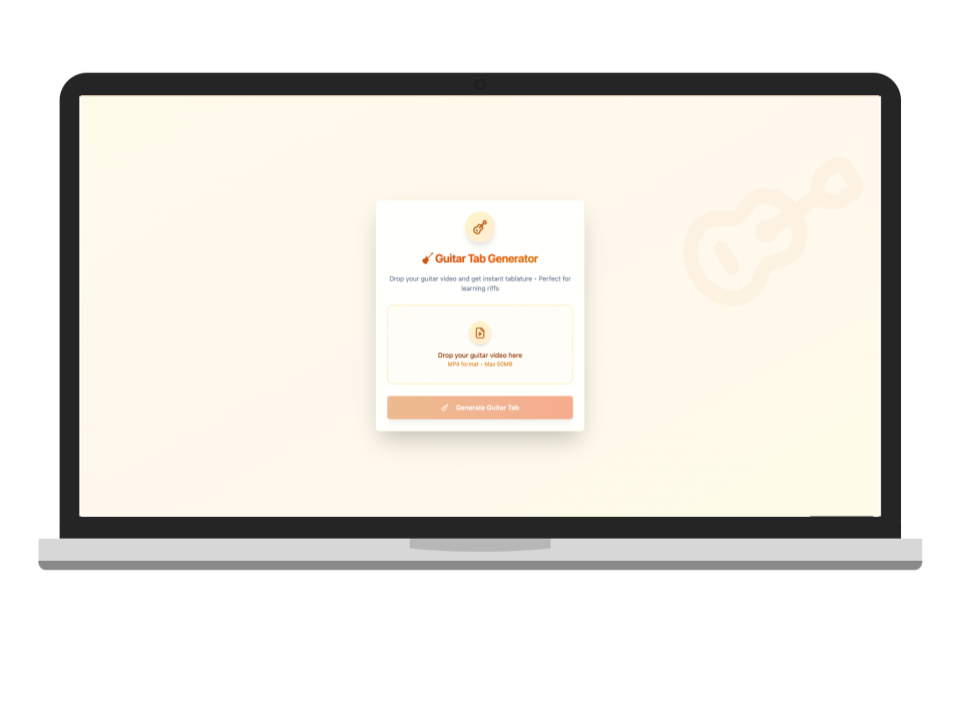 Guitar Tab Generator
Drop your guitar video and get instant tablature • Perfect for
learning riffs
Drop your guitar video here
MP4 format • Max 50MB
Generate Guitar Tab